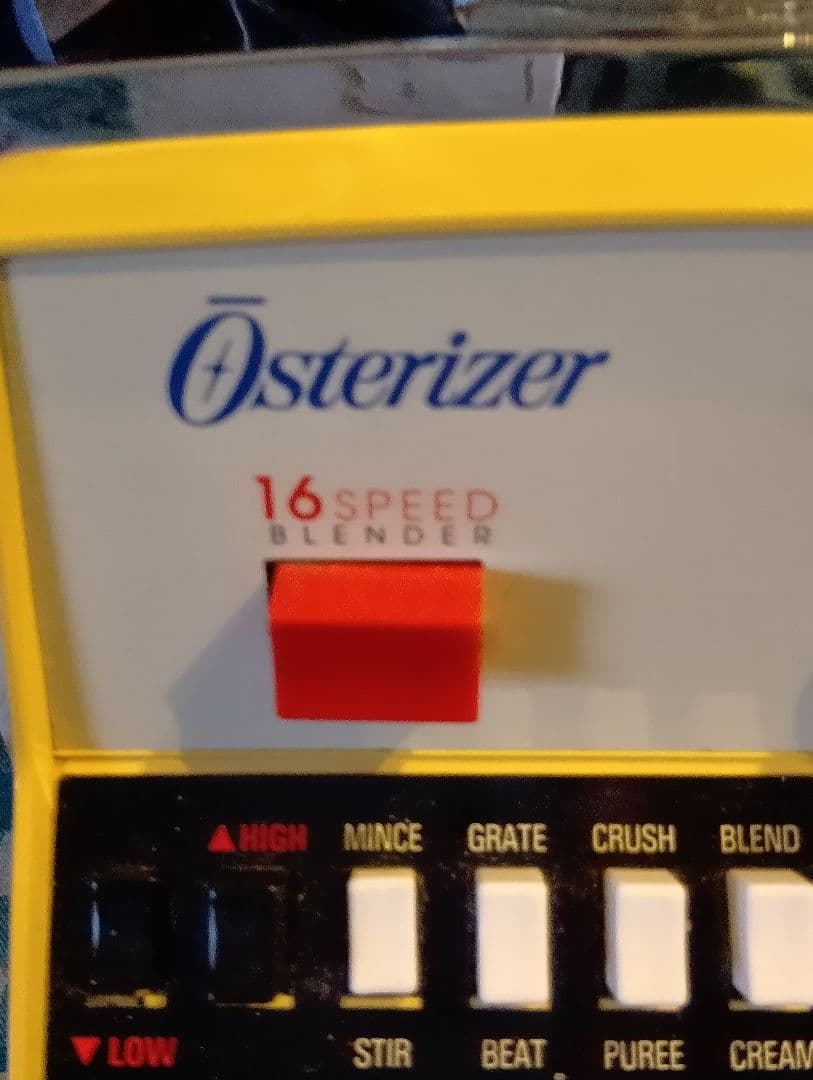 Ōsterizer
16 SPEED
BLENDER
▲HIGH MINCE GRATE CRUSH BLEND
▼LOW STIR BEAT PUREE CREAM